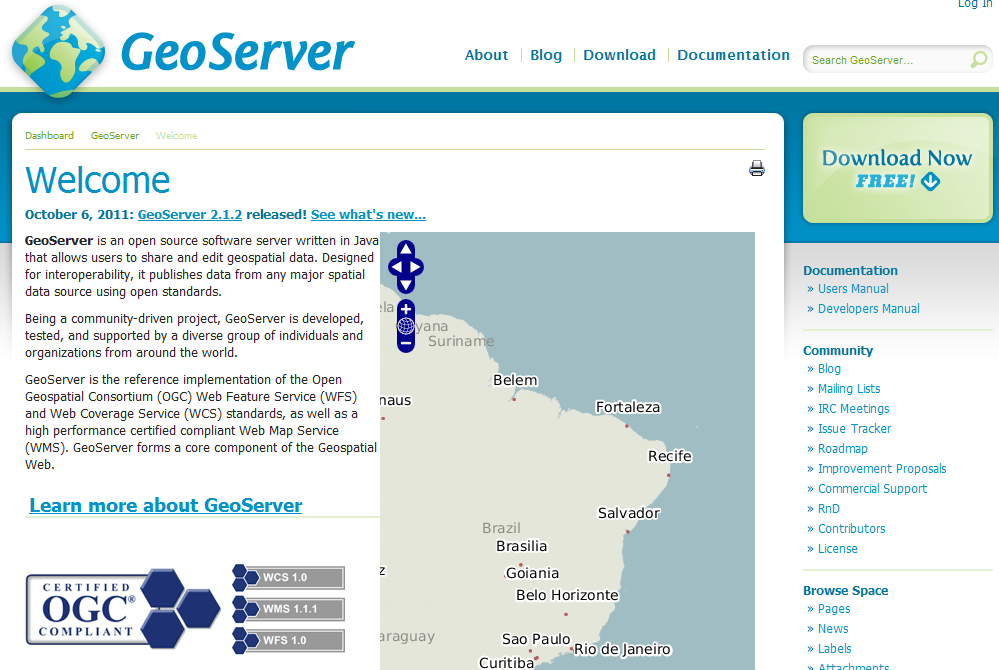 Log In
GeoServer
About
Blog
Download
Documentation
Search GeoServer...
Dashboard GeoServer Welcome
Welcome
October 6, 2011: GeoServer 2.1.2 released! See what's new...
GeoServer is an open source software server written in Java
that allows users to share and edit geospatial data. Designed
for interoperability, it publishes data from any major spatial
data source using open standards.
Being a community-driven project, GeoServer is developed,
tested, and supported by a diverse group of individuals and
organizations from around the world.
GeoServer is the reference implementation of the Open
Geospatial Consortium (OGC) Web Feature Service (WFS)
and Web Coverage Service (WCS) standards, as well as a
high performance certified compliant Web Map Service
(WMS). GeoServer forms a core component of the Geospatial
Web.
Learn more about GeoServer
CERTIFIED
OGC®
COMPLIANT
WCS 1.0
WMS 1.1.1
WFS 1.0
ela
yana
Suriname
Belem
naus
Fortaleza
Recife
Salvador
Brazil
Brasilia
z
Goiania
Belo Horizonte
araguay
Sao Paulo
Rio de Janeiro
Curitiba
Download Now
FREE!
Documentation
» Users Manual
» Developers Manual
Community
» Blog
» Mailing Lists
» IRC Meetings
» Issue Tracker
» Roadmap
» Improvement Proposals
» Commercial Support
» RnD
» Contributors
» License
Browse Space
» Pages
» News
» Labels
» Attachments